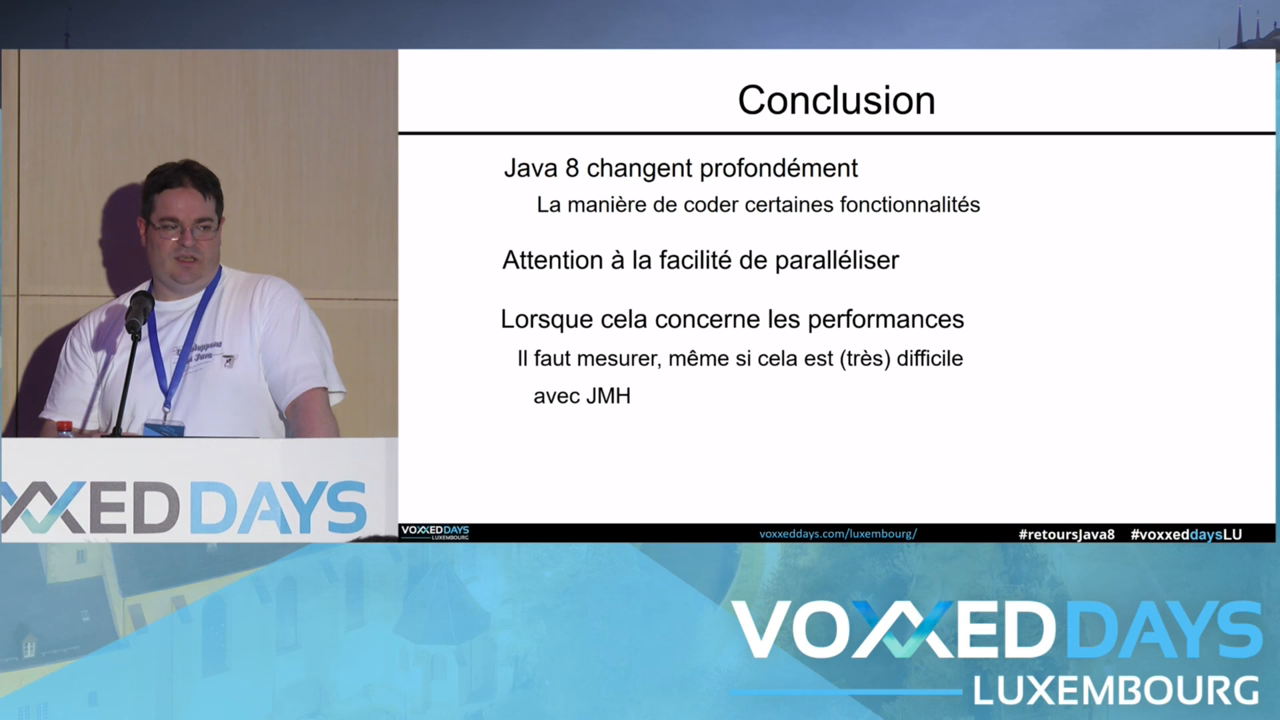 Conclusion
Java 8 changent profondément
La manière de coder certaines fonctionnalités
Attention à la facilité de paralléliser
Lorsque cela concerne les performances
Il faut mesurer, même si cela est (très) difficile
avec JMH
XXED DAYS
VOXXED DAYS
LUXEMBOURG
voxxeddays.com/luxembourg/
#retoursJava8 #voxxeddaysLU
VOXXED DAYS
LUXEMBOURG